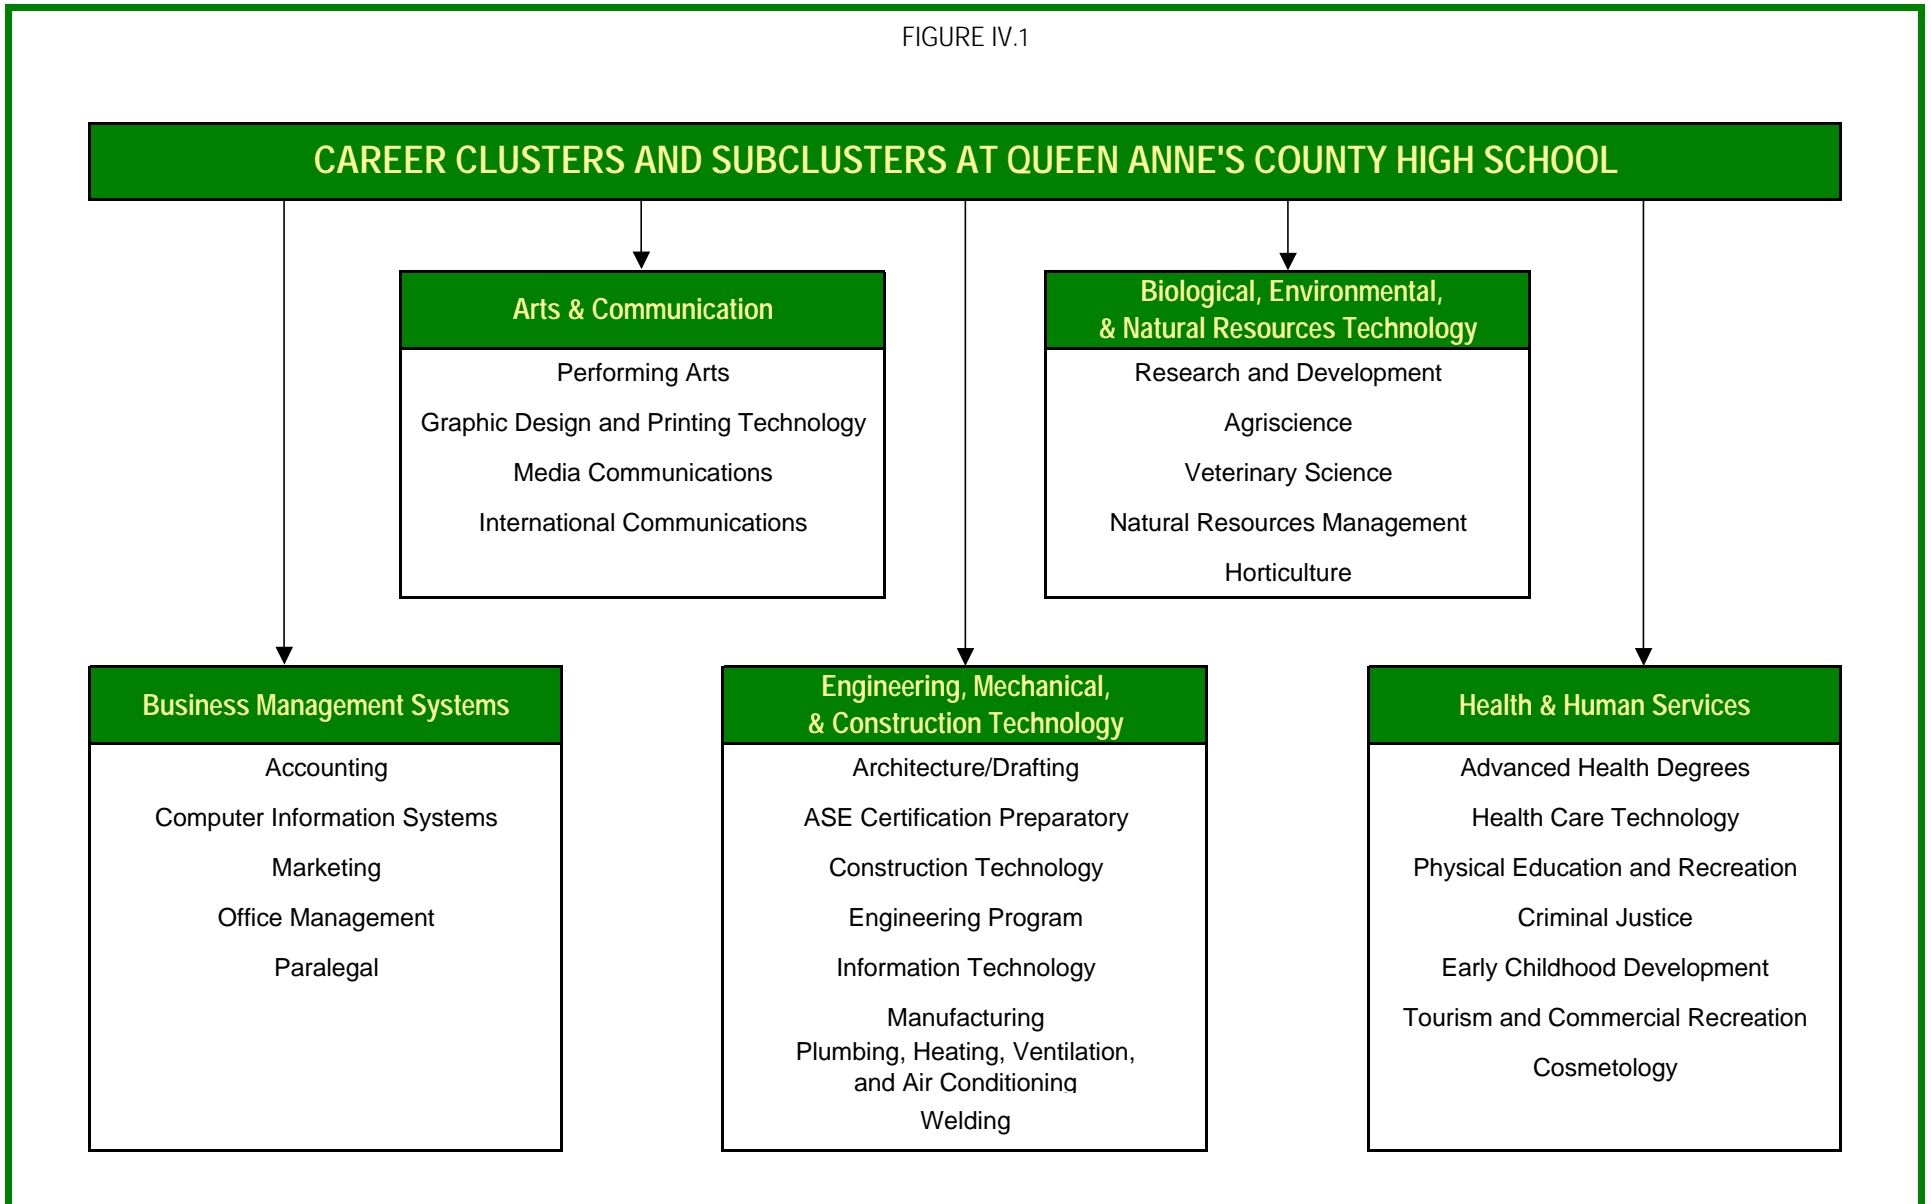 FIGURE IV.1
CAREER CLUSTERS AND SUBCLUSTERS AT QUEEN ANNE'S COUNTY HIGH SCHOOL
Arts & Communication
Performing Arts
Graphic Design and Printing Technology
Media Communications
International Communications
Biological, Environmental,
& Natural Resources Technology
Research and Development
Agriscience
Veterinary Science
Natural Resources Management
Horticulture
Business Management Systems
Accounting
Computer Information Systems
Marketing
Office Management
Paralegal
Engineering, Mechanical,
& Construction Technology
Architecture/Drafting
ASE Certification Preparatory
Construction Technology
Engineering Program
Information Technology
Manufacturing
Plumbing, Heating, Ventilation,
and Air Conditioning
Welding
Health & Human Services
Advanced Health Degrees
Health Care Technology
Physical Education and Recreation
Criminal Justice
Early Childhood Development
Tourism and Commercial Recreation
Cosmetology